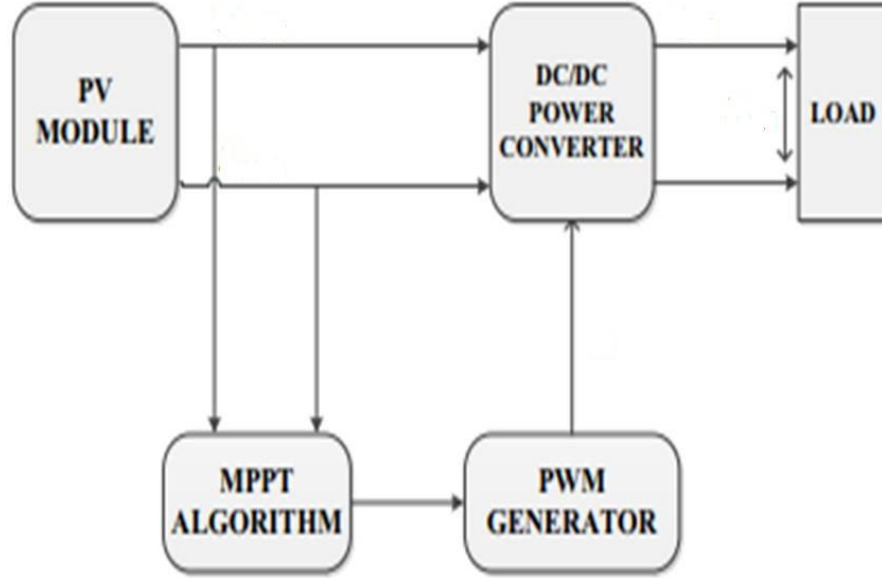 PV
MODULE
DC/DC
POWER
CONVERTER
LOAD
MPPT
ALGORITHM
PWM
GENERATOR